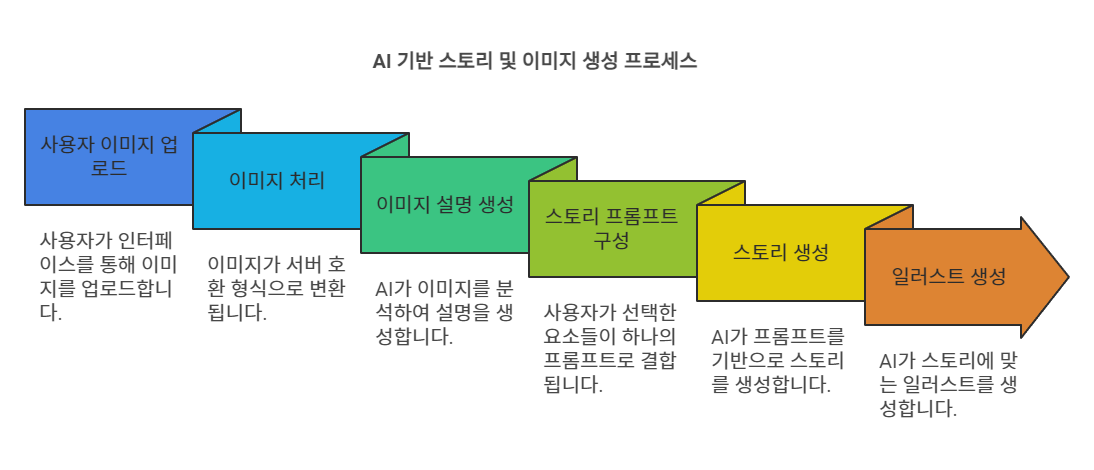 AI 기반 스토리 및 이미지 생성 프로세스
사용자 이미지 업
로드
사용자가 인터페
이스를 통해 이미
지를 업로드합니
다.
이미지 처리
이미지가 서버 호
환 형식으로 변환
됩니다.
이미지 설명 생성
AI가 이미지를 분
석하여 설명을 생
성합니다.
스토리 프롬프트
구성
사용자가 선택한
요소들이 하나의
프롬프트로 결합
됩니다.
스토리 생성
AI가 프롬프트를
기반으로 스토리
를 생성합니다.
일러스트 생성
AI가 스토리에 맞
는 일러스트를 생
성합니다.